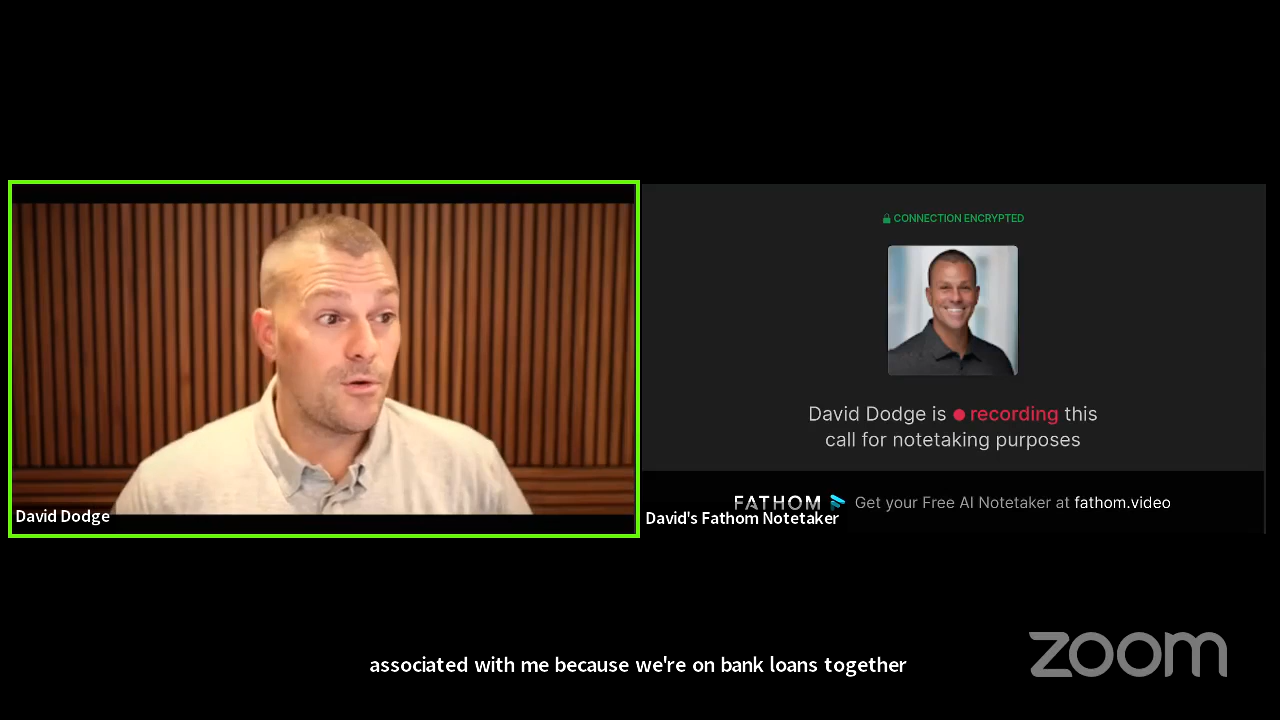 CONNECTION ENCRYPTED
David Dodge is recording this
call for notetaking purposes
FATHOM Get your Free AI Notetaker at fathom.video
David Dodge
David's Fathom Notetaker
associated with me because we're on bank loans together
zoom